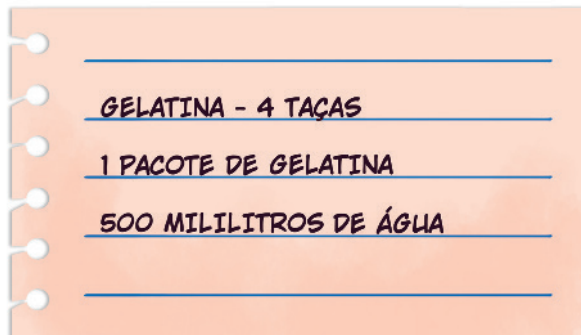 GELATINA - 4 TAÇAS
1 PACOTE DE GELATINA
500 MILILITROS DE ÁGUA